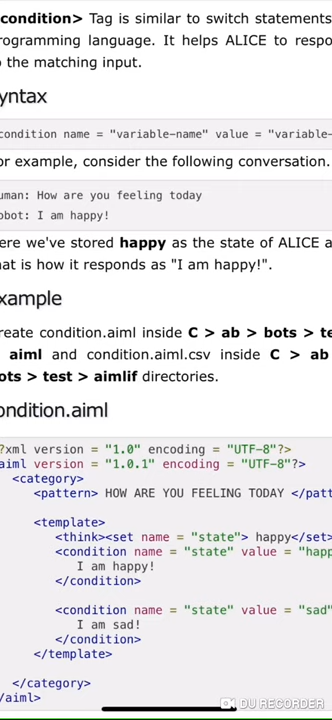 condition> Tag is similar to switch statements
rogramming language. It helps ALICE to respo
o the matching input.
yntax
condition name = "variable-name" value = "variable-
or example, consider the following conversation.
uman: How are you feeling today
obot: I am happy!
ere we've stored happy as the state of ALICE a
hat is how it responds as "I am happy!".
xample
reate condition.aiml inside C > ab > bots > te
aiml and condition.aiml.csv inside C > ab
ots > test > aimlif directories.
ondition.aiml
?xml version = "1.0" encoding = "UTF-8"?>
aiml version = "1.0.1" encoding = "UTF-8"?>
<category>
<pattern> HOW ARE YOU FEELING TODAY </patt
<template>
<think><set name = "state"> happy</set>
<condition name = "state" value = "happ
I am happy!
</condition>
<condition name = "state" value = "sad"
I am sad!
</condition>
</template>
</category>
/aiml>
DU RECORDER